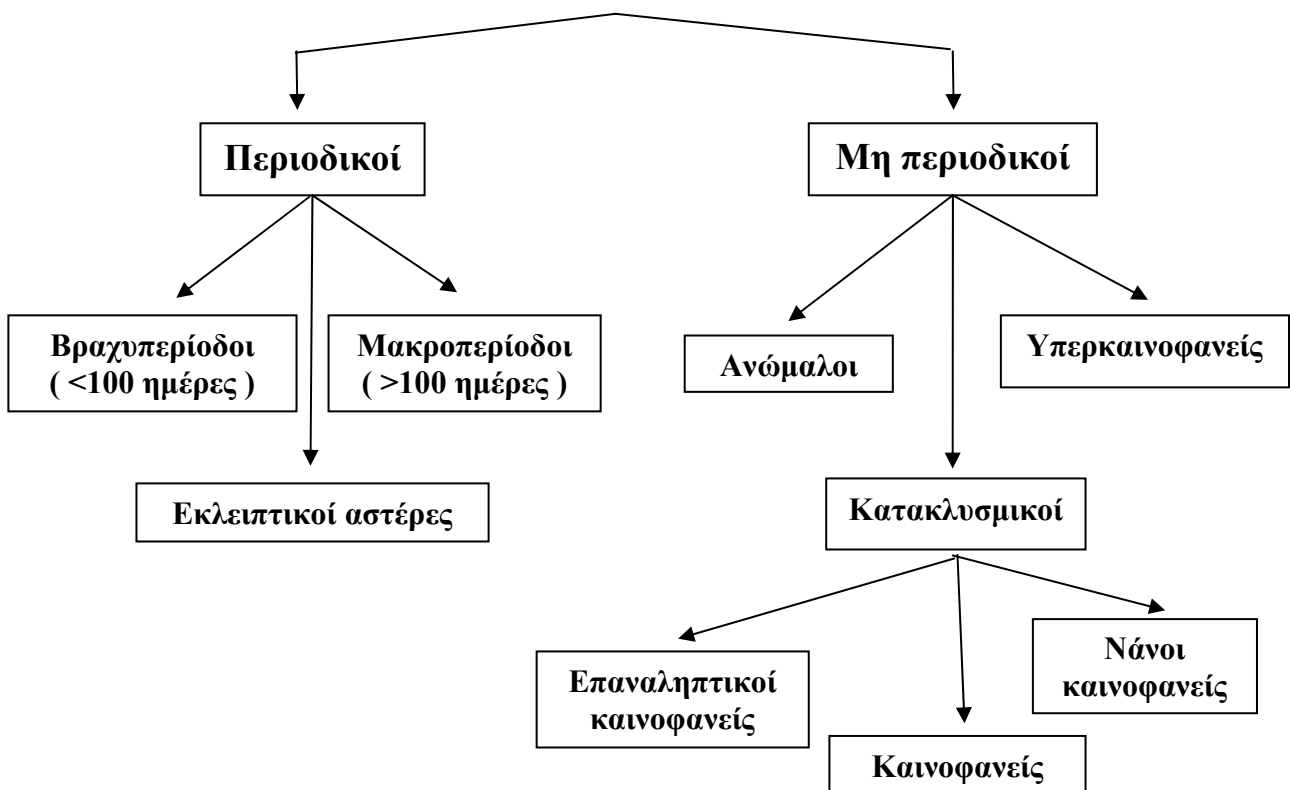 Περιοδικοί
Μη περιοδικοί
Βραχυπερίοδοι
( <100 ημέρες )
Μακροπερίοδοι
( >100 ημέρες )
Ανώμαλοι
Υπερκαινοφανείς
Εκλειπτικοί αστέρες
Κατακλυσμικοί
Επαναληπτικοί
καινοφανείς
Νάνοι
καινοφανείς
Καινοφανείς